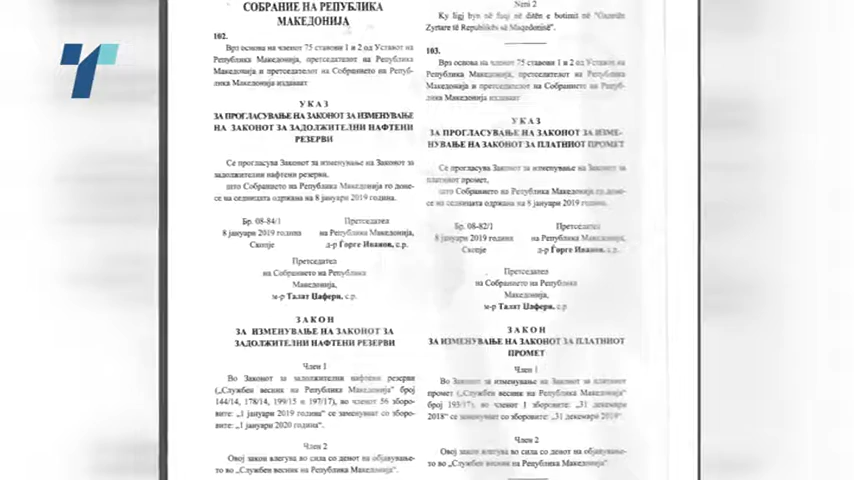 СОБРАНИЕ НА РЕПУБЛИКА
МАКЕДОНИЈА
102.
Врз основа на членот 75 ставови 1 и 2 од Уставот на
Република Македонија, претседателот на Република
Македонија и претседателот на Собранието на Репуб-
лика Македонија издаваат
У К А З
ЗА ПРОГЛАСУВАЊЕ НА ЗАКОНОТ ЗА ИЗМЕНУВАЊЕ
НА ЗАКОНОТ ЗА ЗАДОЛЖИТЕЛНИ НАФТЕНИ
РЕЗЕРВИ
Се прогласува Законот за изменување на Законот за
задолжителни нафтени резерви,
што Собранието на Република Македонија го доне-
се на седницата одржана на 8 јануари 2019 година.
Бр. 08-84/1
8 јануари 2019 година
Скопје
Претседател
на Република Македонија,
д-р Ѓорге Иванов, с.р.
Претседател
на Собранието на Република
Македонија,
м-р Талат Џафери, с.р.
З А К О Н
ЗА ИЗМЕНУВАЊЕ НА ЗАКОНОТ ЗА
ЗАДОЛЖИТЕЛНИ НАФТЕНИ РЕЗЕРВИ
Член 1
Во Законот за задолжителни нафтени резерви
(„Службен весник на Република Македонија“ број
144/14, 178/14, 199/15 и 197/17), во членот 56 зборо-
вите: „1 јануари 2019 година“ се заменуваат со зборо-
вите: „1 јануари 2020 година“.
Член 2
Овој закон влегува во сила со денот на објавување-
то во „Службен весник на Република Македонија“.
Neni 2
Ky ligj hyn në fuqi në ditën e botimit në "Gazetën
Zyrtare të Republikës së Maqedonisë".
103.
Врз основа на членот 75 ставови 1 и 2 од Уставот на
Република Македонија, претседателот на Република
Македонија и претседателот на Собранието на Репуб-
лика Македонија издаваат
У К А З
ЗА ПРОГЛАСУВАЊЕ НА ЗАКОНОТ ЗА ИЗМЕ-
НУВАЊЕ НА ЗАКОНОТ ЗА ПЛАТНИОТ ПРОМЕТ
Се прогласува Законот за изменување на Законот за
платниот промет,
што Собранието на Република Македонија го доне-
се на седницата одржана на 8 јануари 2019 година.
Бр. 08-82/1
8 јануари 2019 година
Скопје
Претседател
на Република Македонија,
д-р Ѓорге Иванов, с.р.
Претседател
на Собранието на Република
Македонија,
м-р Талат Џафери, с.р
З А К О Н
ЗА ИЗМЕНУВАЊЕ НА ЗАКОНОТ ЗА ПЛАТНИОТ
ПРОМЕТ
Член 1
Во Законот за изменување на Законот за платниот
промет („Службен весник на Република Македонија“
број 193/17), во членот 1 зборовите: „31 декември
2018“ се заменуваат со зборовите: „31 декември 2019“.
Член 2
Овој закон влегува во сила со денот на објавување-
то во „Службен весник на Република Македонија“